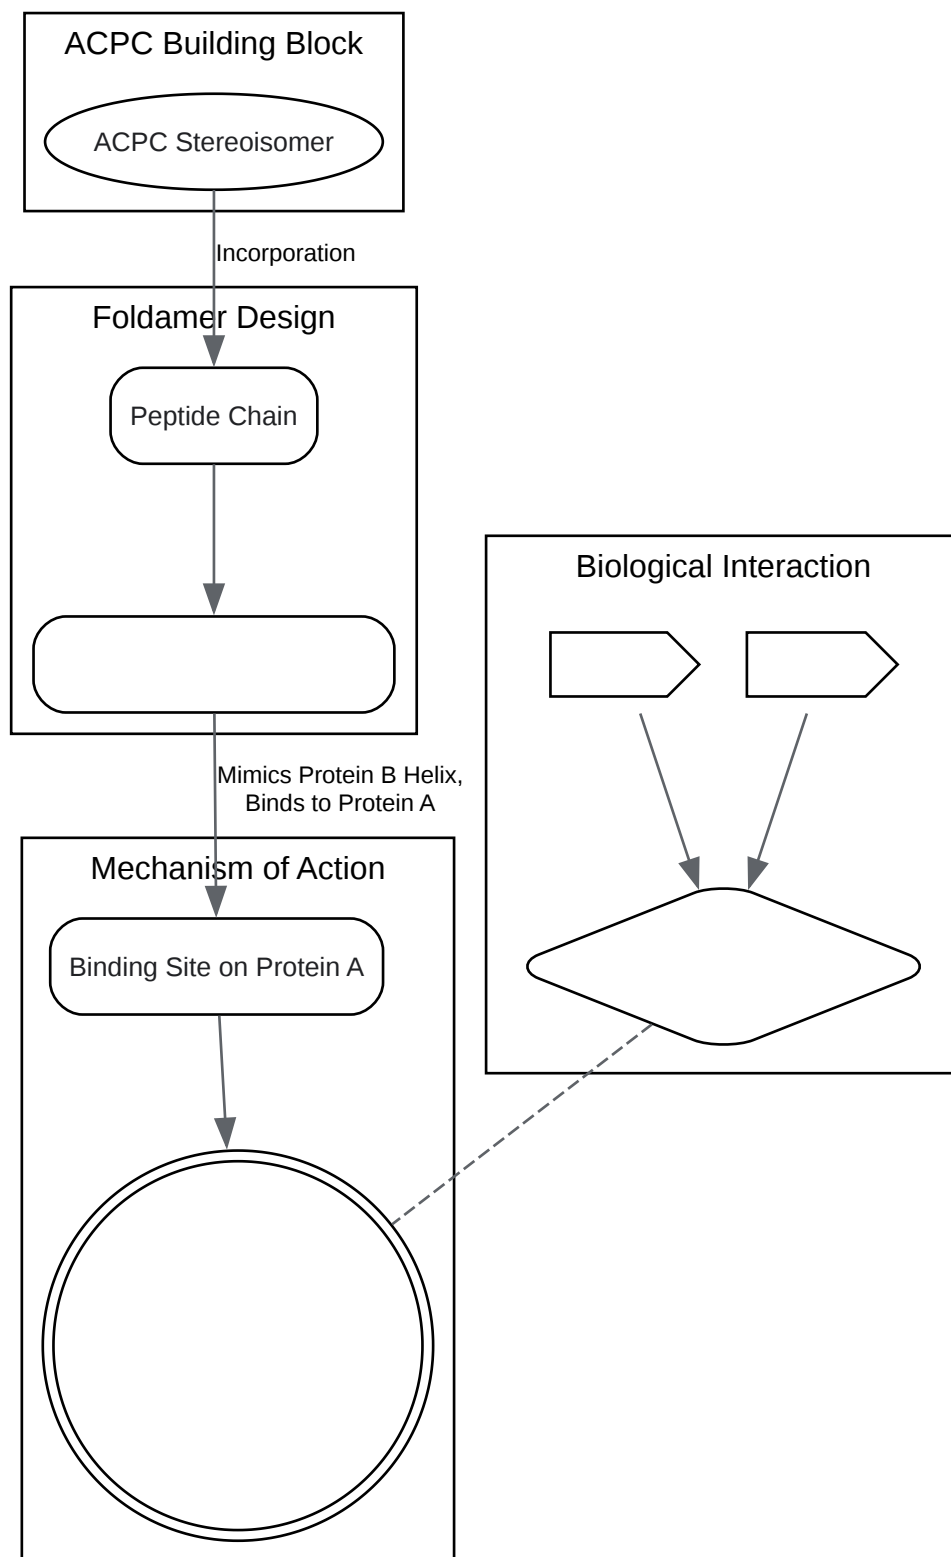 ACPC Building Block
ACPC Stereoisomer
Incorporation
Foldamer Design
Peptide Chain
Biological Interaction
Mimics Protein B Helix,
Binds to Protein A
Mechanism of Action
Binding Site on Protein A